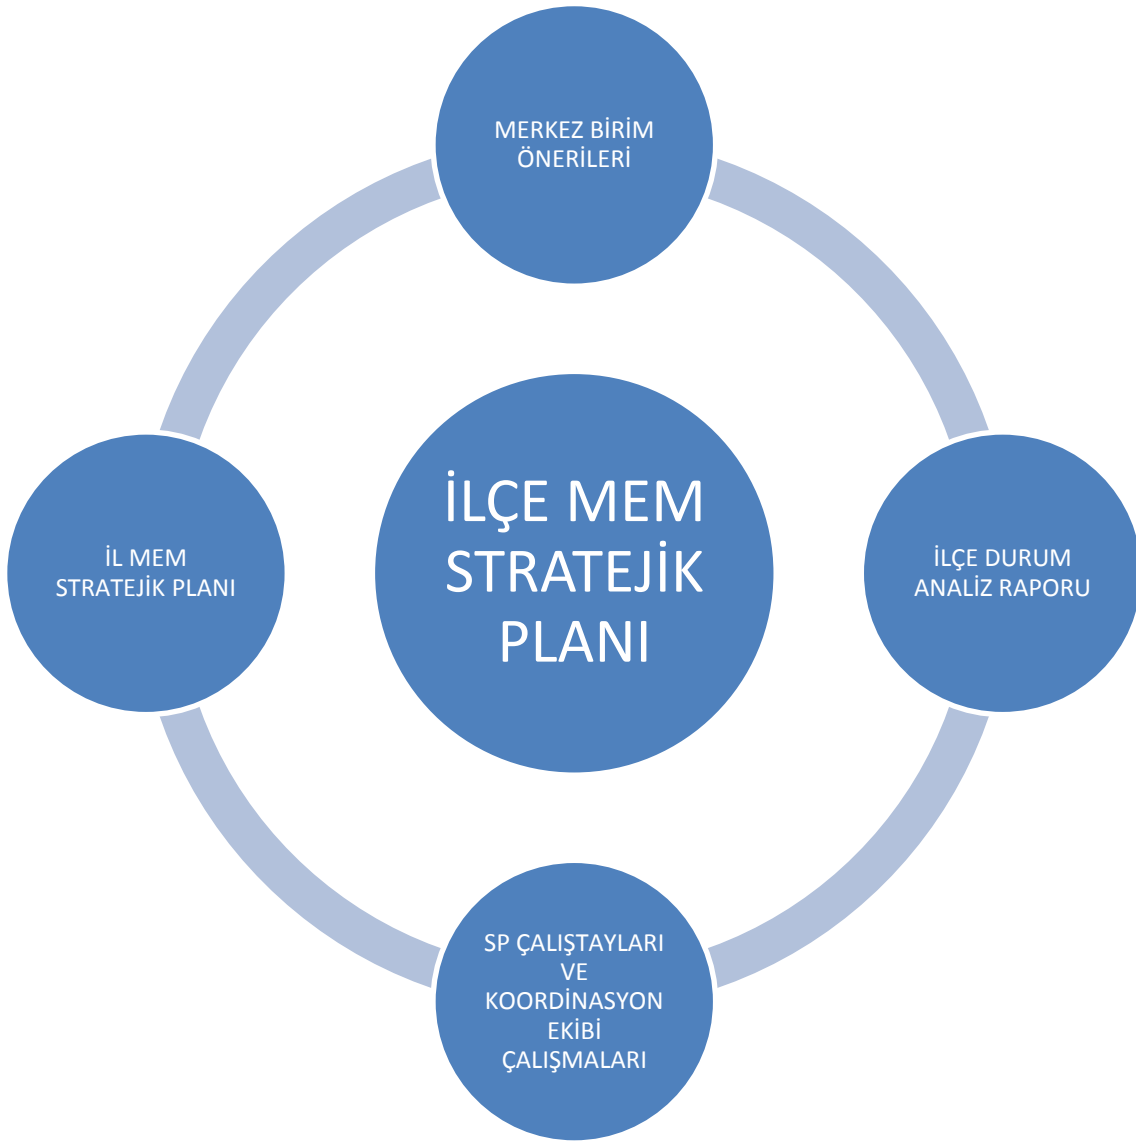 MERKEZ BİRİM
ÖNERİLERİ
İLÇE MEM
STRATEJİK
PLANI
İL MEM
STRATEJİK PLANI
İLÇE DURUM
ANALİZ RAPORU
SP ÇALIŞTAYLARI
VE
KOORDİNASYON
EKİBİ
ÇALIŞMALARI